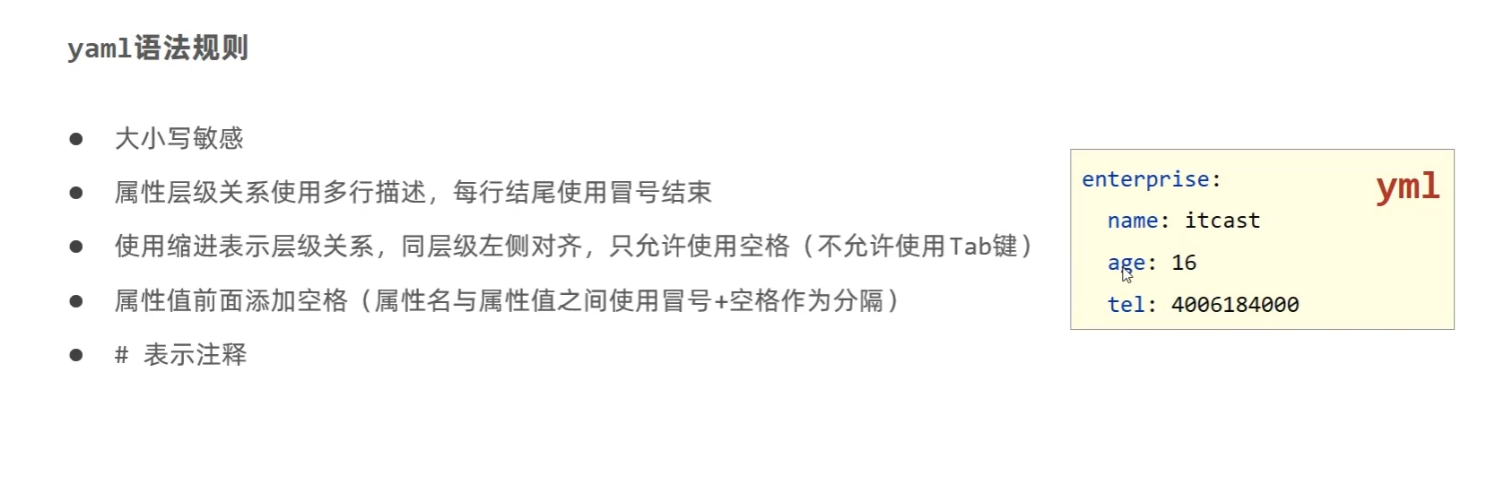 yaml语法规则
● 大小写敏感
● 属性层级关系使用多行描述，每行结尾使用冒号结束
● 使用缩进表示层级关系，同层级左侧对齐，只允许使用空格（不允许使用Tab键）
● 属性值前面添加空格（属性名与属性值之间使用冒号+空格作为分隔）
● # 表示注释
enterprise:
yml
  name: itcast
  age: 16
  tel: 4006184000